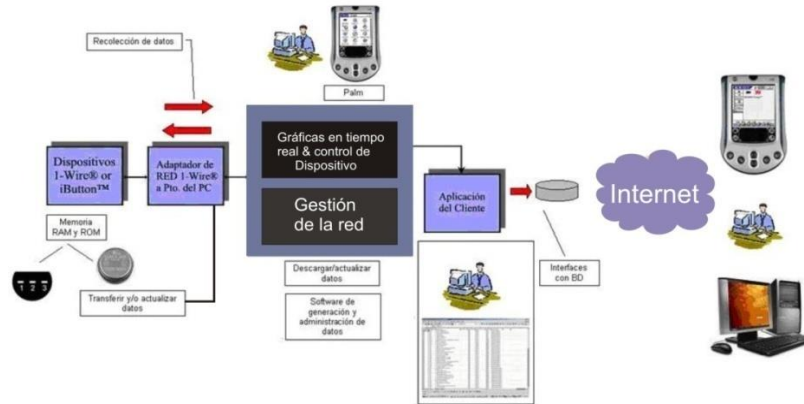 Recolección de datos
Palm
Gráficas en tiempo
real & control de
Dispositivo
Gestión
de la red
Dispositivos
1-Wire® or
iButton™
Adaptador de
RED 1-Wire®
a Pto. del PC
Aplicación
del Cliente
Internet
Memoria
RAM y ROM
1 2 3
Transferir y/o actualizar
datos
Descargar/actualizar
datos
Software de
generación y
administración de
datos
Interfaces
con BD